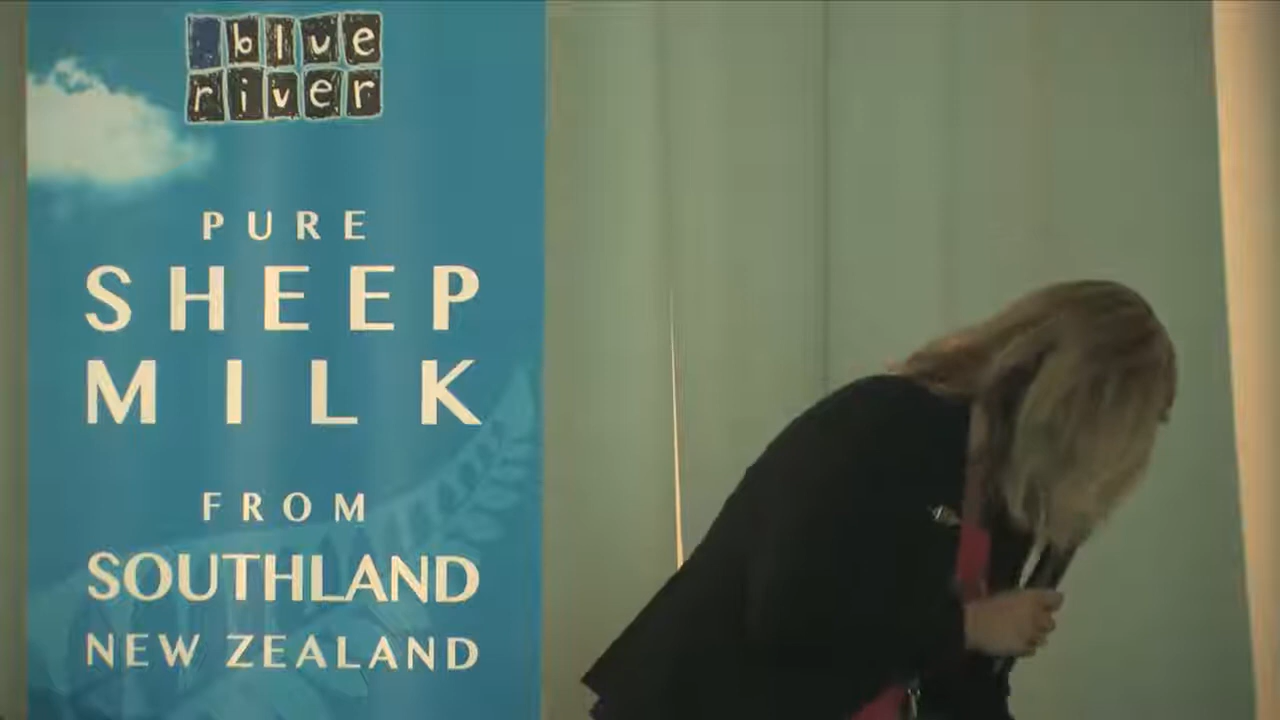 blue
river
PURE
SHEEP
MILK
FROM
SOUTHLAND
NEW ZEALAND